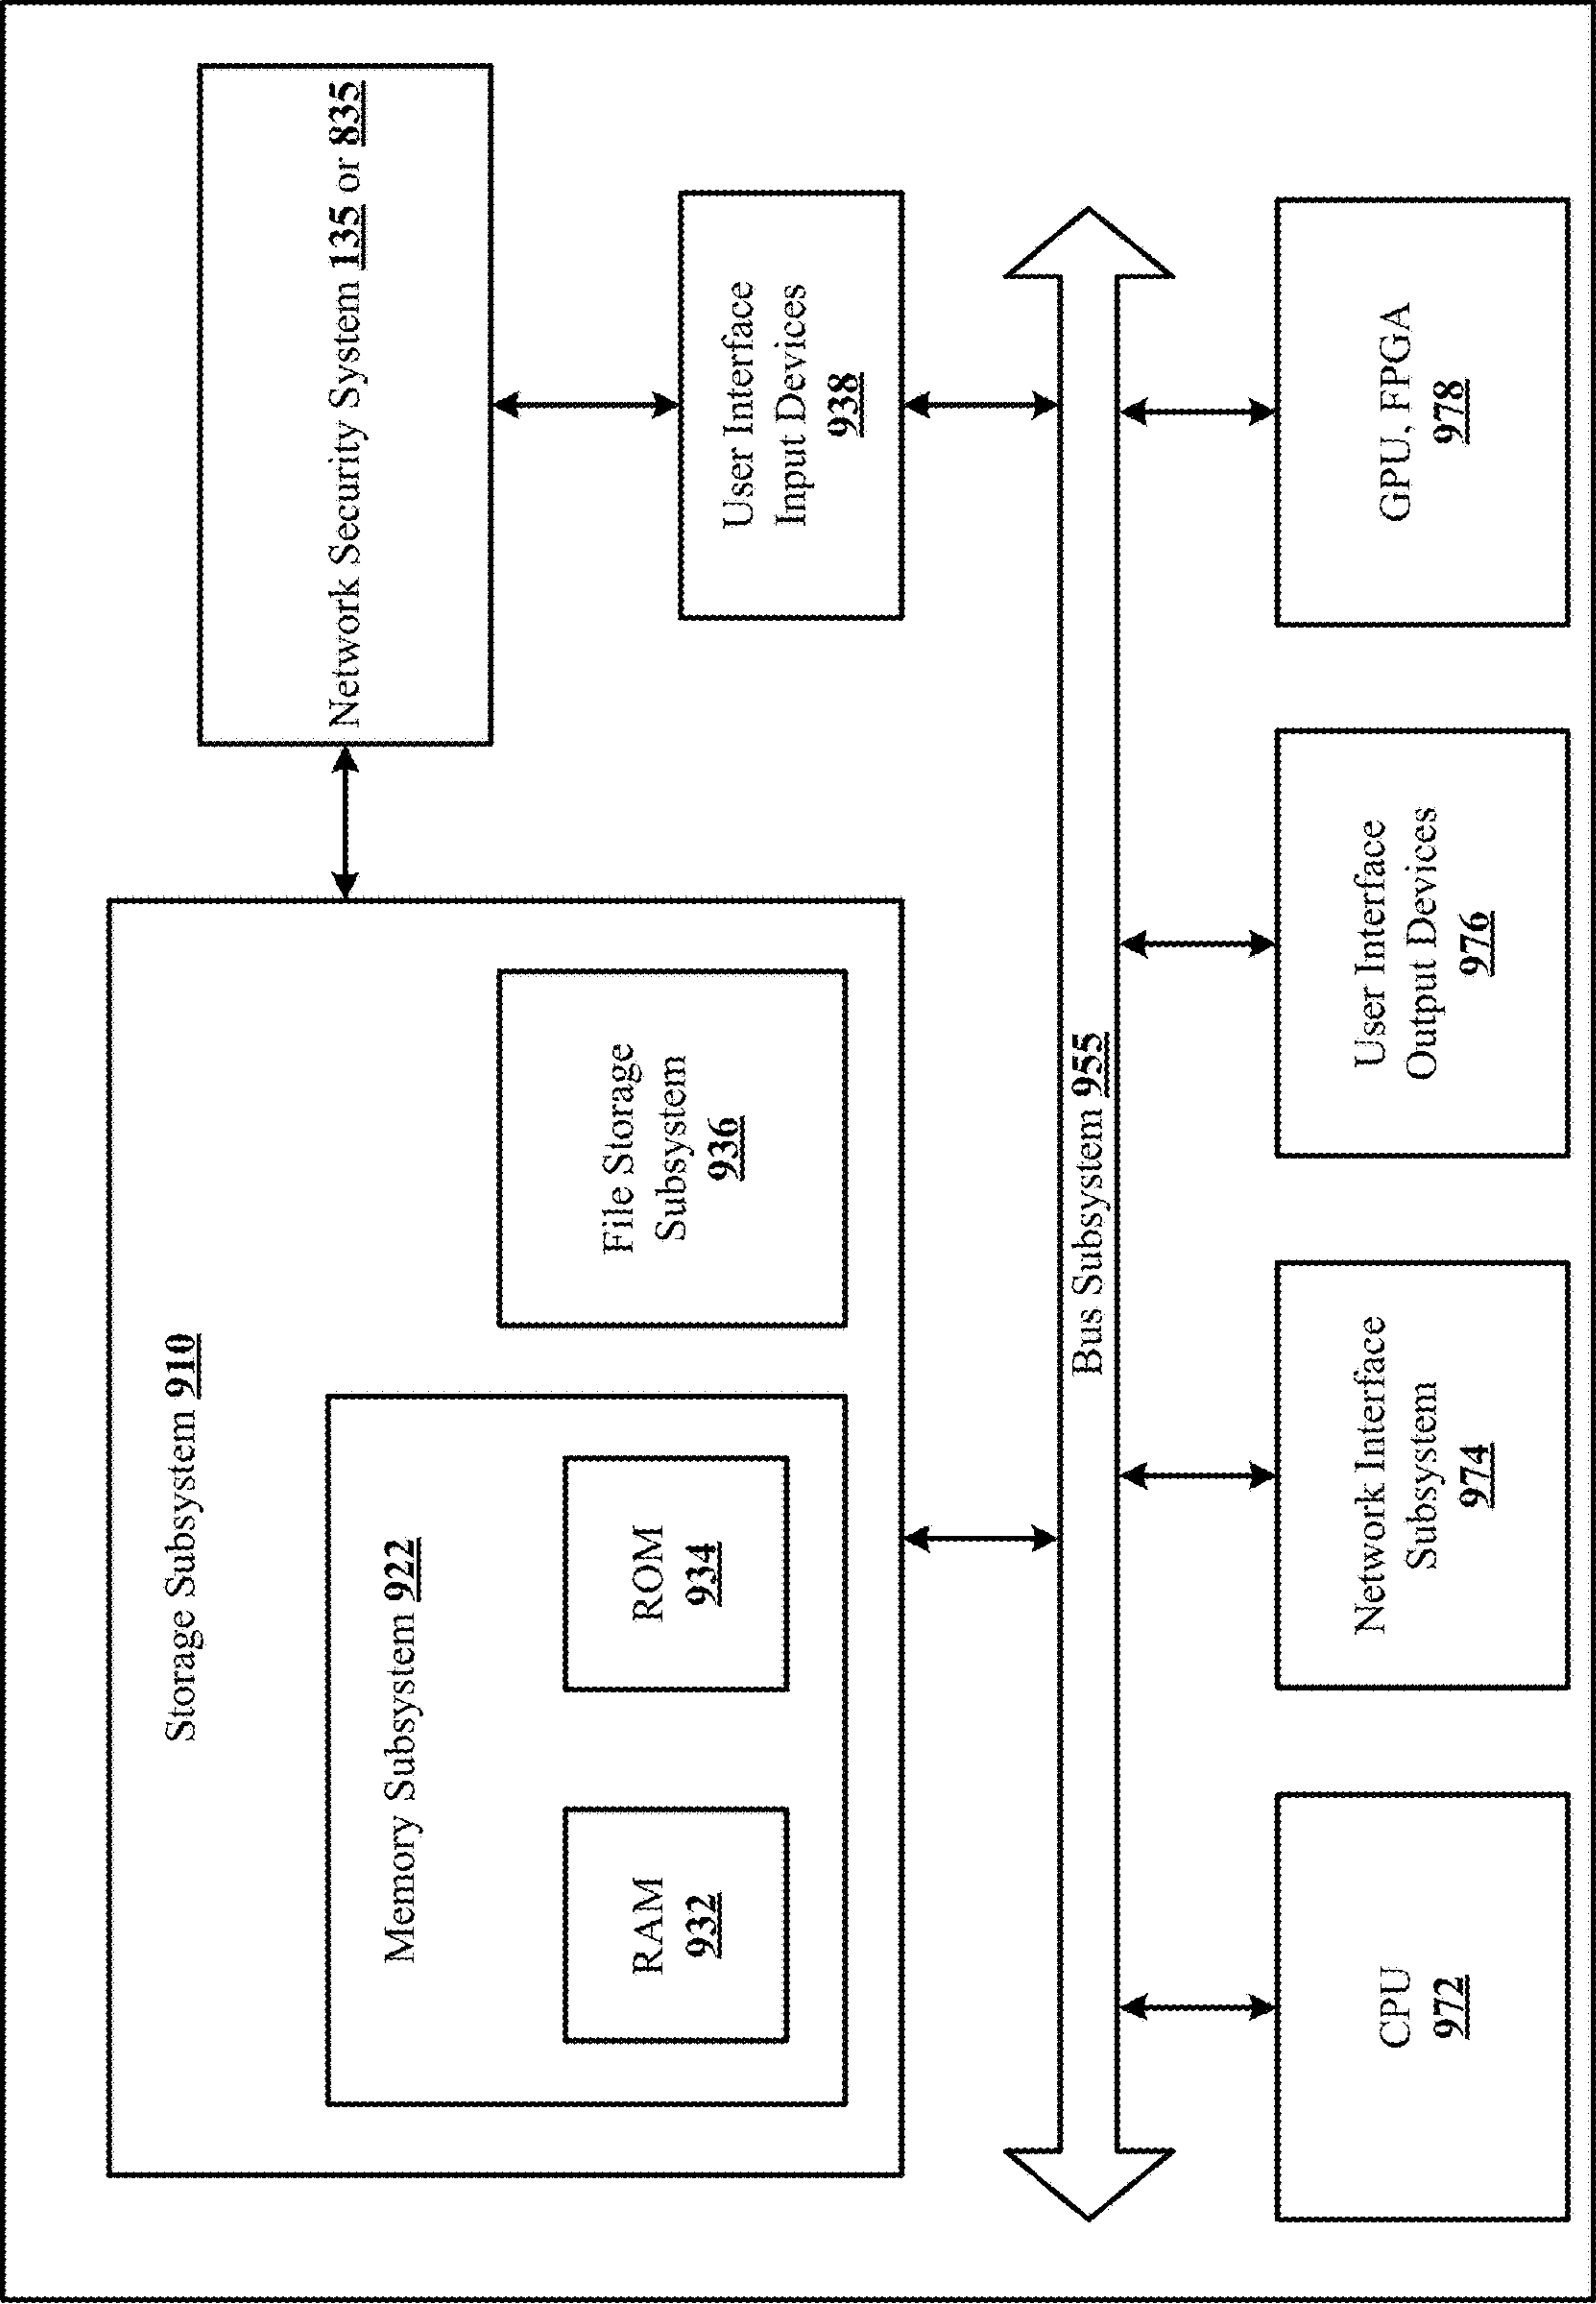 Storage Subsystem 910
Memory Subsystem 922
RAM
932
ROM
934
File Storage
Subsystem
936
Network Security System 135 or 835
User Interface
Input Devices
938
Bus Subsystem 955
CPU
972
Network Interface
Subsystem
974
User Interface
Output Devices
976
GPU, FPGA
978